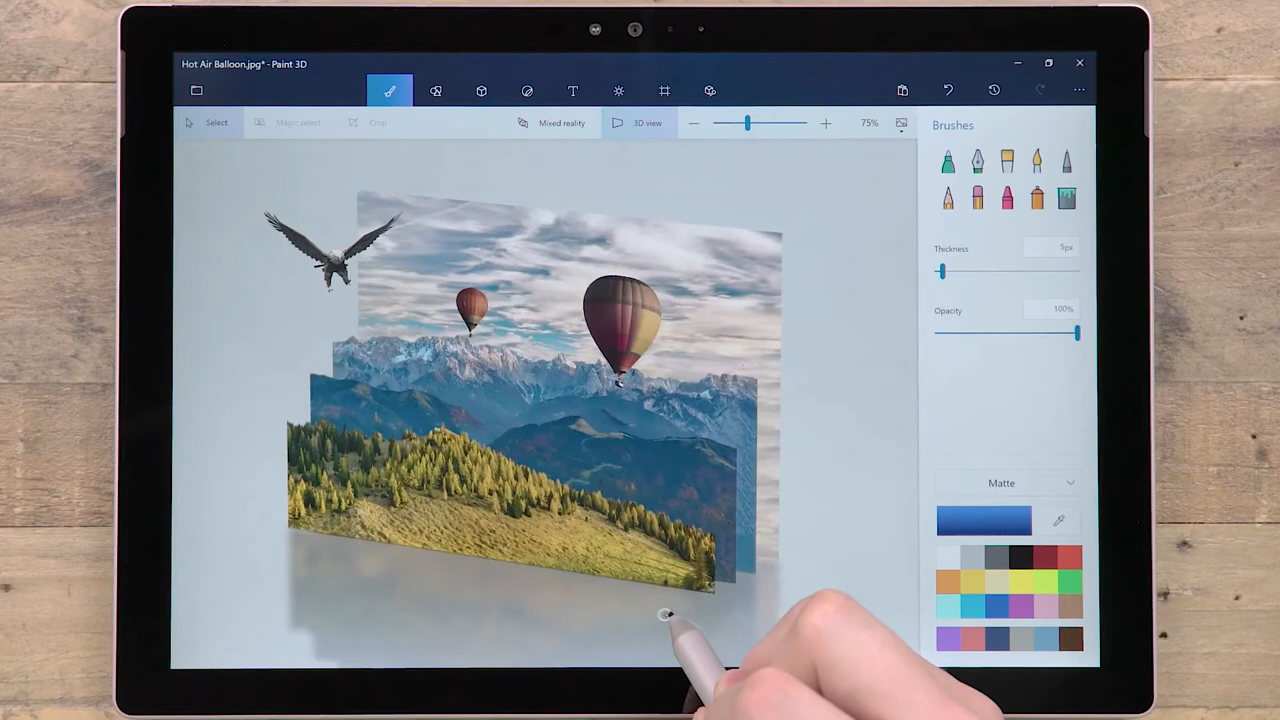 Hot Air Balloon.jpg* - Paint 3D
Select
Magic select
Crop
Mixed reality
3D view
75%
Brushes
Thickness
5px
Opacity
100%
Matte